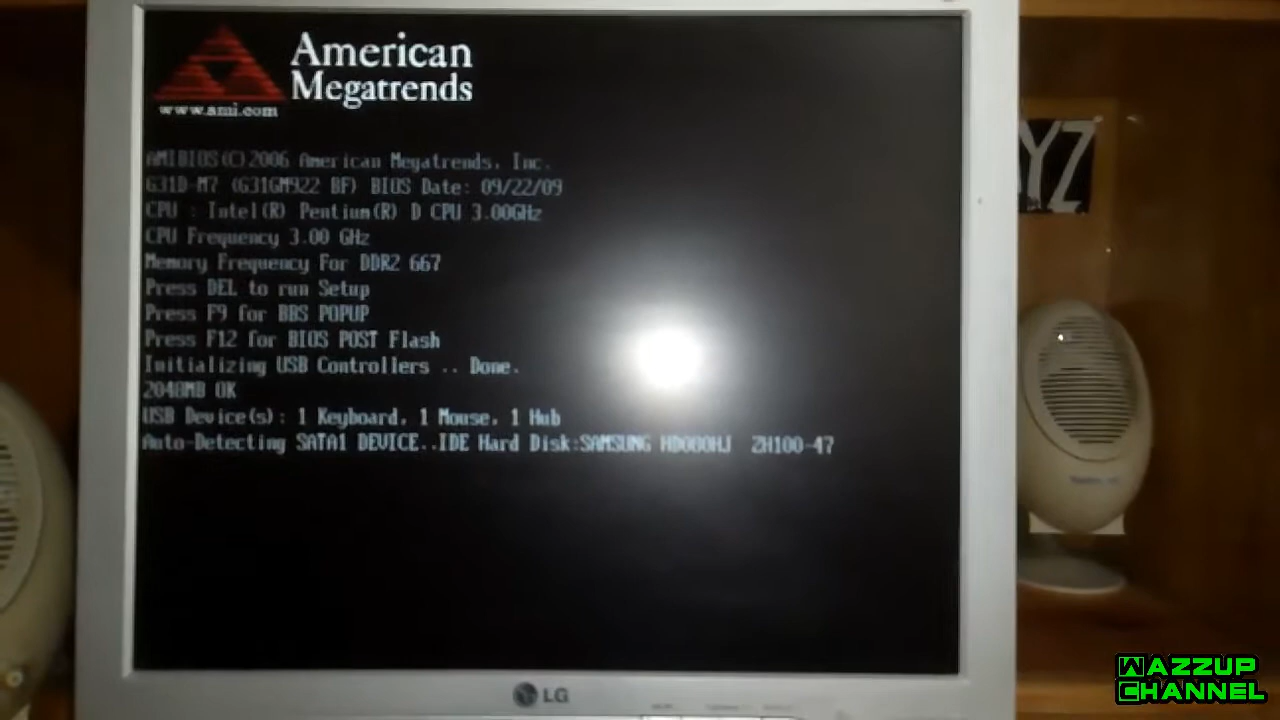 American
Megatrends
www.ami.com
AMIBIOS(C)2006 American Megatrends, Inc.
G31D-M7 (G31GM922 BF) BIOS Date: 09/22/09
CPU : Intel(R) Pentium(R) D CPU 3.00GHz
CPU Frequency 3.00 GHz
Memory Frequency For DDR2 667
Press DEL to run Setup
Press F9 for BBS POPUP
Press F12 for BIOS POST Flash
Initializing USB Controllers .. Done.
2048MB OK
USB Device(s): 1 Keyboard, 1 Mouse, 1 Hub
Auto-Detecting SATA1 DEVICE..IDE Hard Disk:SAMSUNG HD080HJ ZH100-47
YZ
LG
WAZZUP
CHANNEL